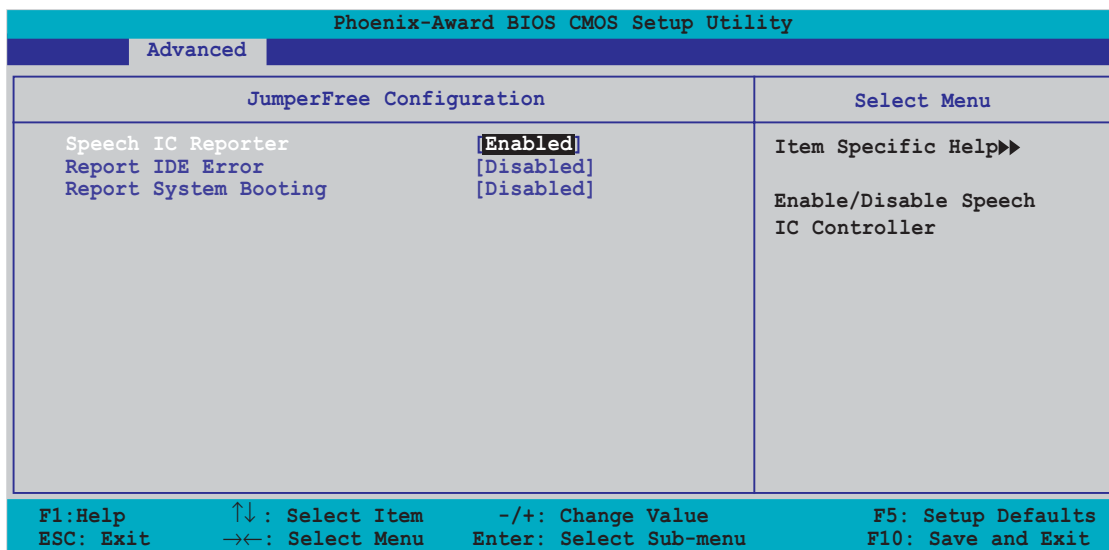 Phoenix-Award BIOS CMOS Setup Utility
Advanced
JumperFree Configuration
Select Menu
Speech IC Reporter [Enabled]
Report IDE Error [Disabled]
Report System Booting [Disabled]
Item Specific Help▶▶
Enable/Disable Speech
IC Controller
F1:Help ↑↓: Select Item -/+: Change Value F5: Setup Defaults
ESC: Exit →←: Select Menu Enter: Select Sub-menu F10: Save and Exit